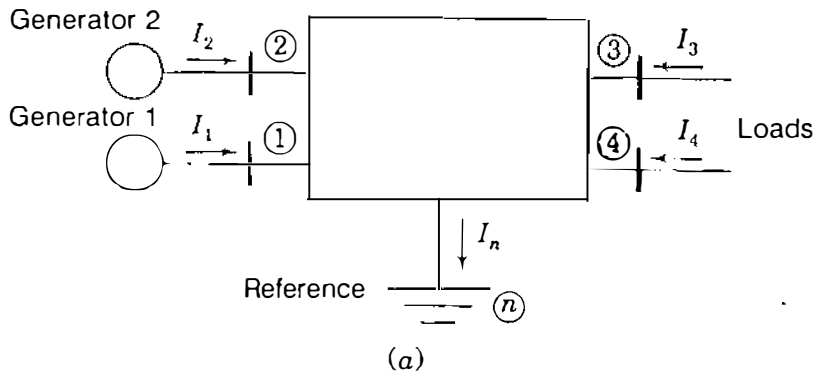 Generator 2
I₂
②
③
I₃
Generator 1
I₁
①
④
I₄
Loads
Iₙ
Reference
ⓝ
(a)